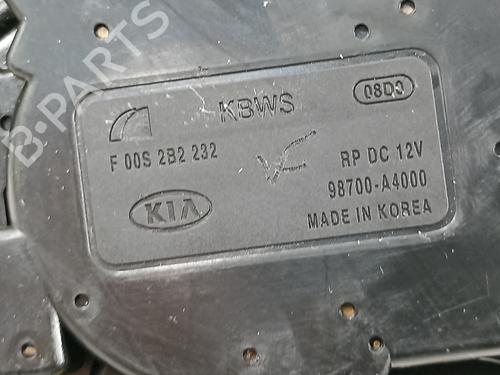 B-PARTS
KBWS
08D3
F 00S 2B2 232
RP DC 12V
KIA
98700-A4000
MADE IN KOREA